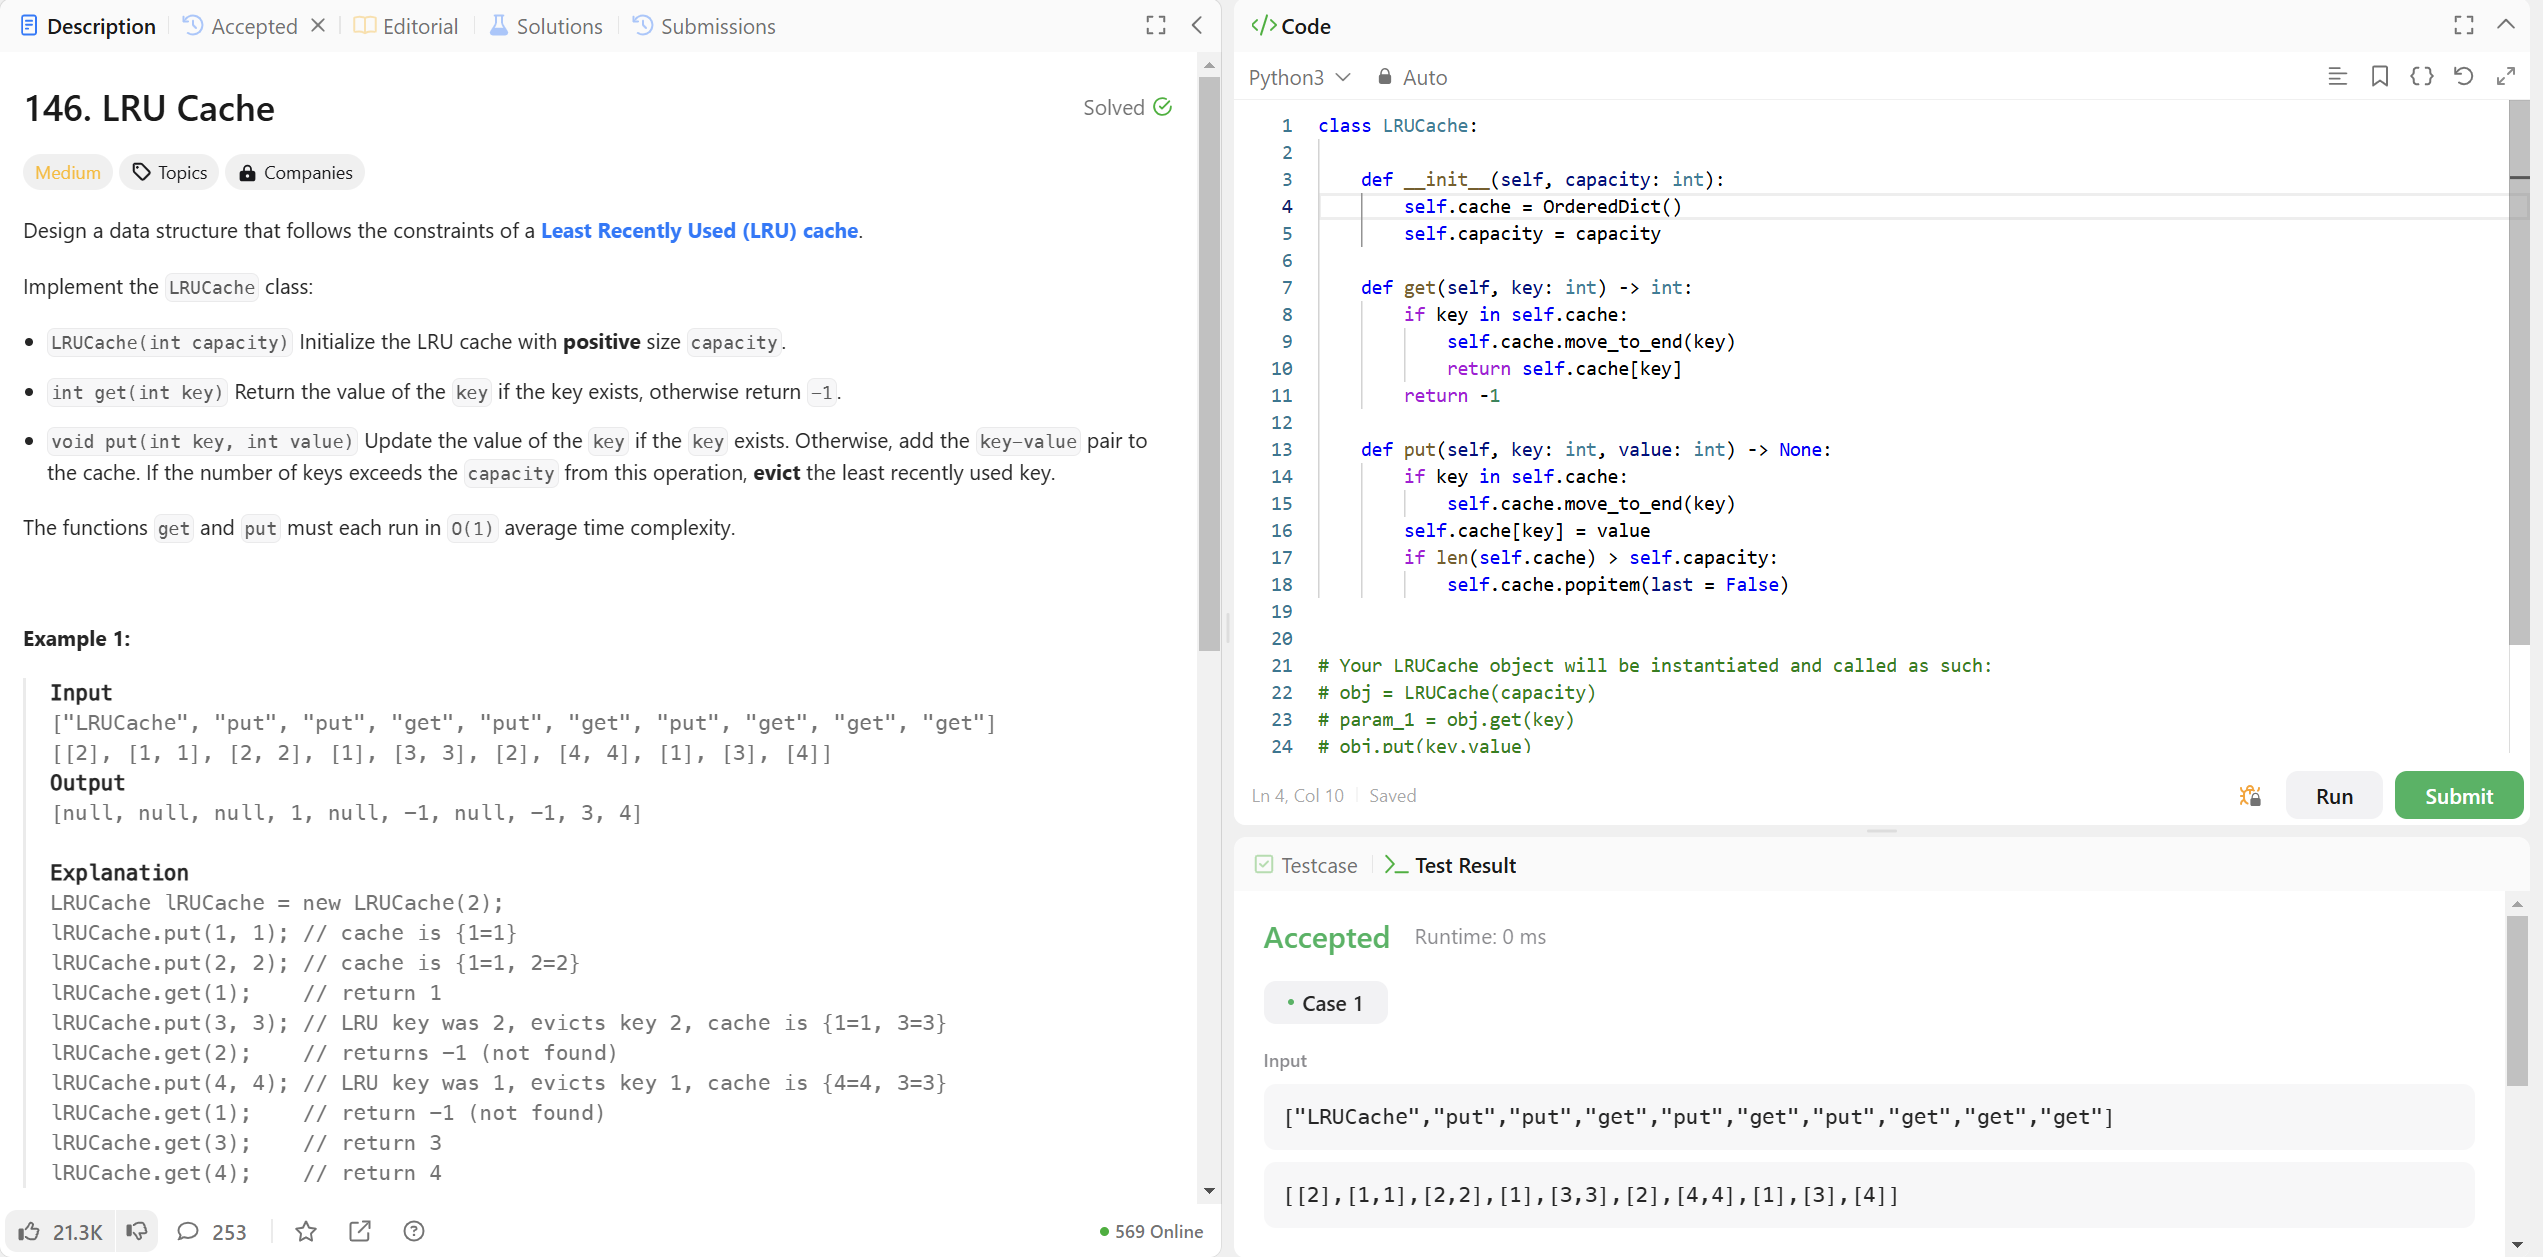 Description
Accepted
Editorial
Solutions
Submissions
146. LRU Cache
Solved
Medium
Topics
Companies
Design a data structure that follows the constraints of a Least Recently Used (LRU) cache.
Implement the LRUCache class:
• LRUCache(int capacity) Initialize the LRU cache with positive size capacity.
• int get(int key) Return the value of the key if the key exists, otherwise return -1.
• void put(int key, int value) Update the value of the key if the key exists. Otherwise, add the key-value pair to
the cache. If the number of keys exceeds the capacity from this operation, evict the least recently used key.
The functions get and put must each run in O(1) average time complexity.
Example 1:
Input
["LRUCache", "put", "put", "get", "put", "get", "put", "get", "get", "get"]
[[2], [1, 1], [2, 2], [1], [3, 3], [2], [4, 4], [1], [3], [4]]
Output
[null, null, null, 1, null, -1, null, -1, 3, 4]
Explanation
LRUCache lRUCache = new LRUCache(2);
lRUCache.put(1, 1); // cache is {1=1}
lRUCache.put(2, 2); // cache is {1=1, 2=2}
lRUCache.get(1);    // return 1
lRUCache.put(3, 3); // LRU key was 2, evicts key 2, cache is {1=1, 3=3}
lRUCache.get(2);    // returns -1 (not found)
lRUCache.put(4, 4); // LRU key was 1, evicts key 1, cache is {4=4, 3=3}
lRUCache.get(1);    // return -1 (not found)
lRUCache.get(3);    // return 3
lRUCache.get(4);    // return 4
21.3K
253
569 Online
</> Code
Python3
Auto
1 class LRUCache:
2
3     def __init__(self, capacity: int):
4         self.cache = OrderedDict()
5         self.capacity = capacity
6
7     def get(self, key: int) -> int:
8         if key in self.cache:
9             self.cache.move_to_end(key)
10             return self.cache[key]
11         return -1
12
13     def put(self, key: int, value: int) -> None:
14         if key in self.cache:
15             self.cache.move_to_end(key)
16         self.cache[key] = value
17         if len(self.cache) > self.capacity:
18             self.cache.popitem(last = False)
19
20
21 # Your LRUCache object will be instantiated and called as such:
22 # obj = LRUCache(capacity)
23 # param_1 = obj.get(key)
24 # obj.put(key,value)
Ln 4, Col 10
Saved
Run
Submit
Testcase
Test Result
Accepted
Runtime: 0 ms
• Case 1
Input
["LRUCache","put","put","get","put","get","put","get","get","get"]
[[2],[1,1],[2,2],[1],[3,3],[2],[4,4],[1],[3],[4]]